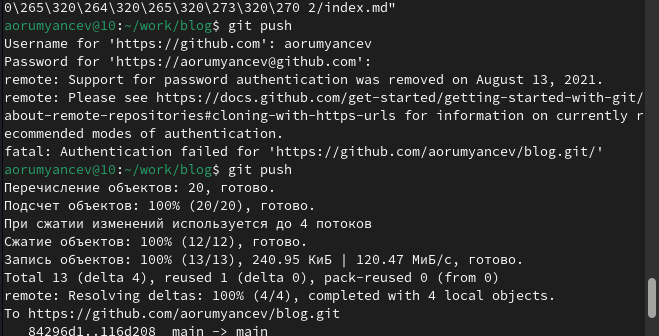 0\265\320\264\320\265\320\273\320\270 2/index.md"
aorumyancev@10:~/work/blog$ git push
Username for 'https://github.com': aorumyancev
Password for 'https://aorumyancev@github.com':
remote: Support for password authentication was removed on August 13, 2021.
remote: Please see https://docs.github.com/get-started/getting-started-with-git/
about-remote-repositories#cloning-with-https-urls for information on currently r
ecommended modes of authentication.
fatal: Authentication failed for 'https://github.com/aorumyancev/blog.git/'
aorumyancev@10:~/work/blog$ git push
Перечисление объектов: 20, готово.
Подсчет объектов: 100% (20/20), готово.
При сжатии изменений используется до 4 потоков
Сжатие объектов: 100% (12/12), готово.
Запись объектов: 100% (13/13), 240.95 КиБ | 120.47 МиБ/с, готово.
Total 13 (delta 4), reused 1 (delta 0), pack-reused 0 (from 0)
remote: Resolving deltas: 100% (4/4), completed with 4 local objects.
To https://github.com/aorumyancev/blog.git
84296d1..116d208  main -> main